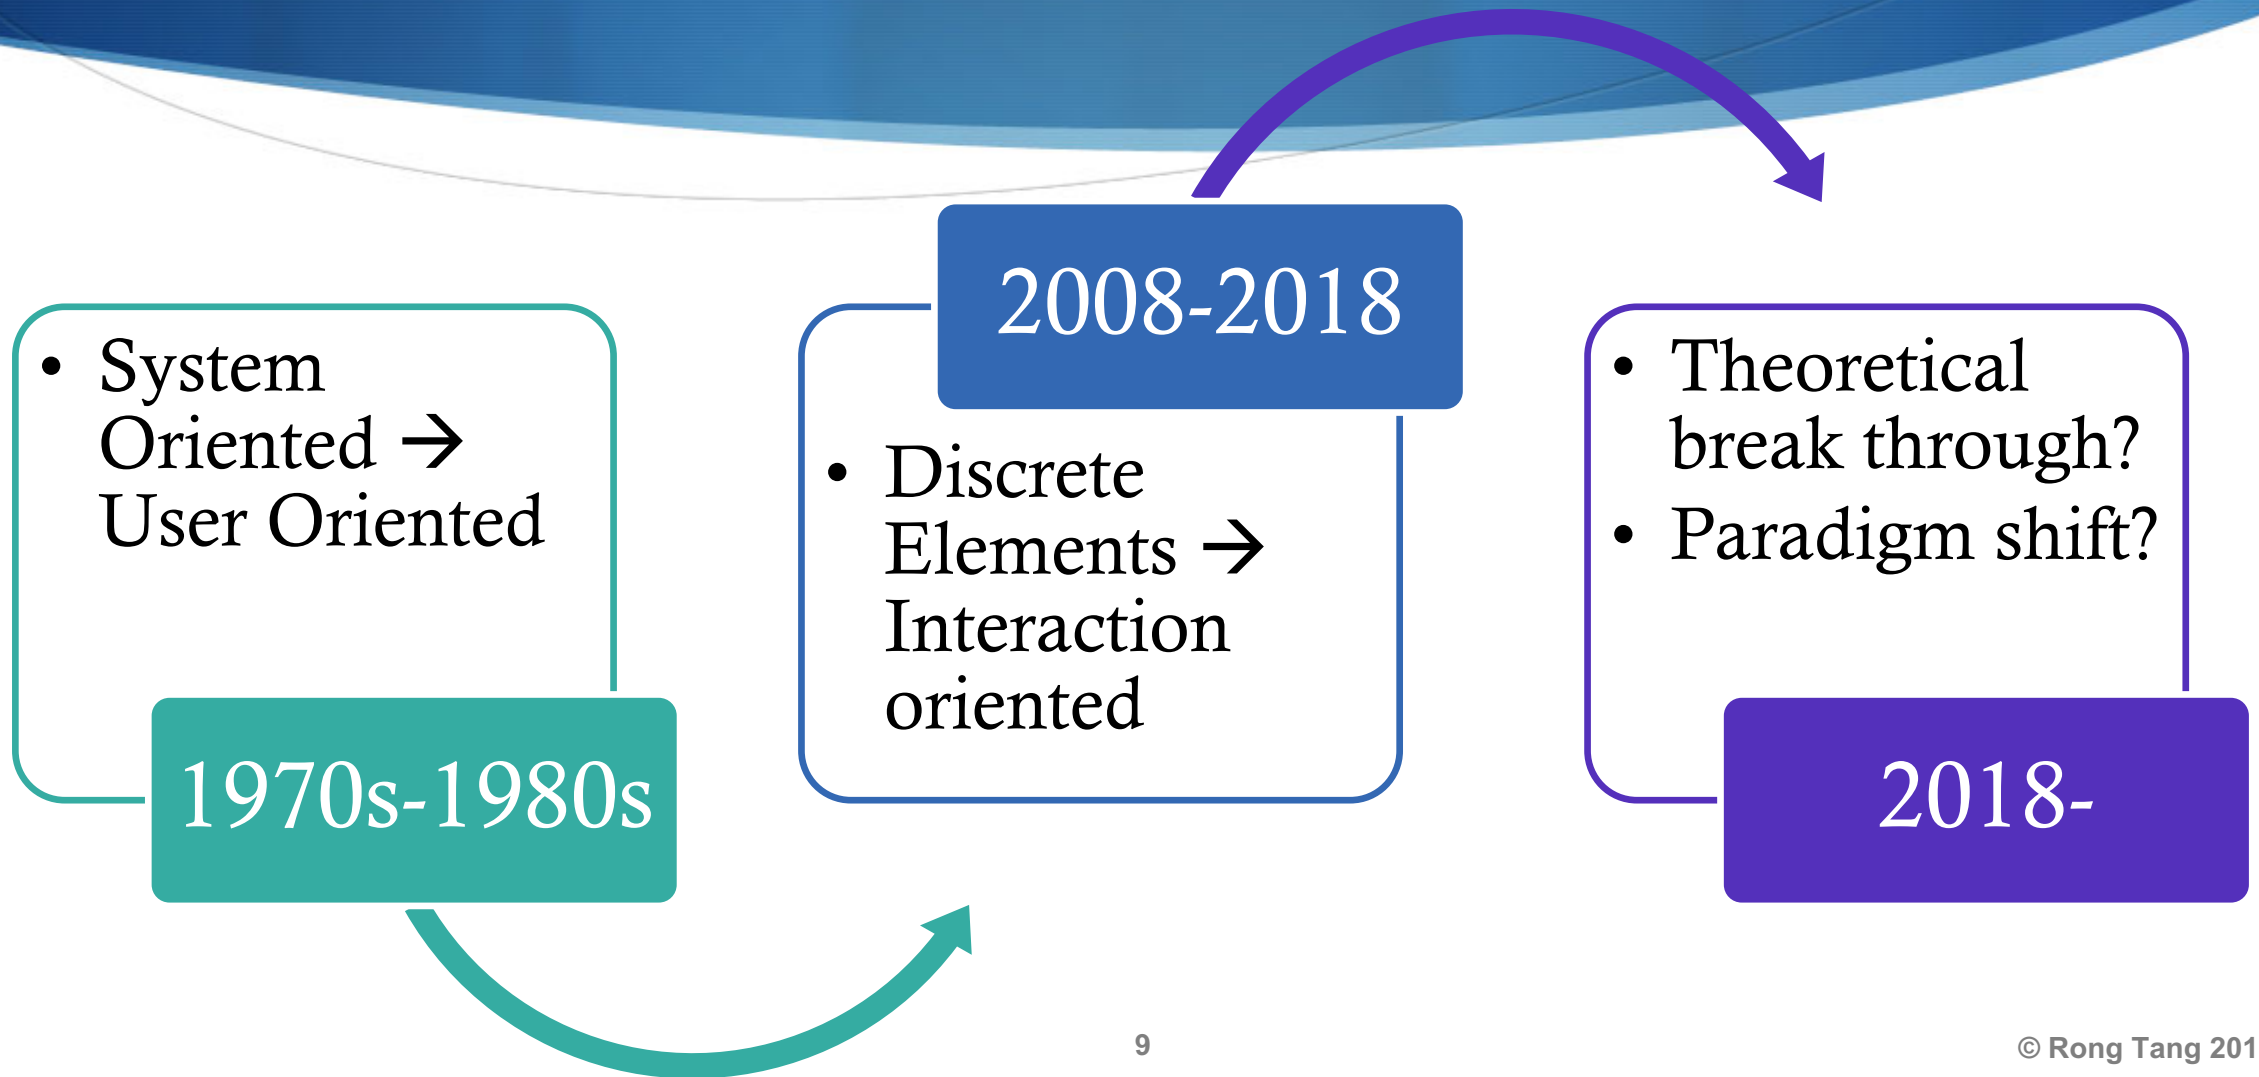 • System
Oriented →
User Oriented
1970s-1980s
2008-2018
• Discrete
Elements →
Interaction
oriented
• Theoretical
break through?
• Paradigm shift?
2018-
9
© Rong Tang 201